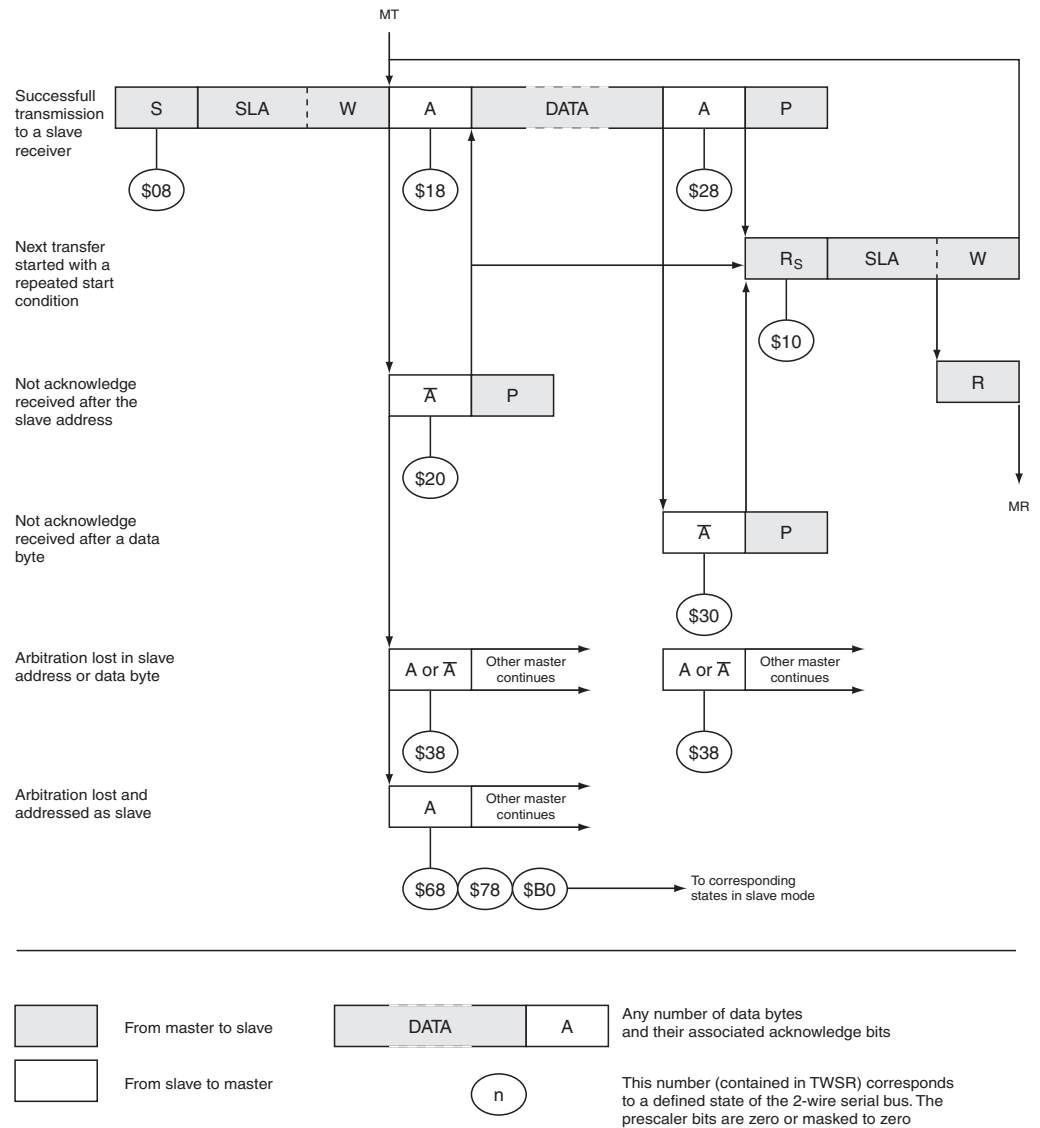 MT
Successfull
transmission
to a slave
receiver
S SLA W A DATA A P
$08 $18 $28
Next transfer
started with a
repeated start
condition
RS SLA W
$10
Not acknowledge
received after the
slave address
A̅ P
R
$20
MR
Not acknowledge
received after a data
byte
A̅ P
$30
Arbitration lost in slave
address or data byte
A or A̅
Other master
continues
A or A̅
Other master
continues
$38 $38
Arbitration lost and
addressed as slave
A
Other master
continues
$68 $78 $B0
To corresponding
states in slave mode
From master to slave
DATA A
Any number of data bytes
and their associated acknowledge bits
From slave to master
n
This number (contained in TWSR) corresponds
to a defined state of the 2-wire serial bus. The
prescaler bits are zero or masked to zero